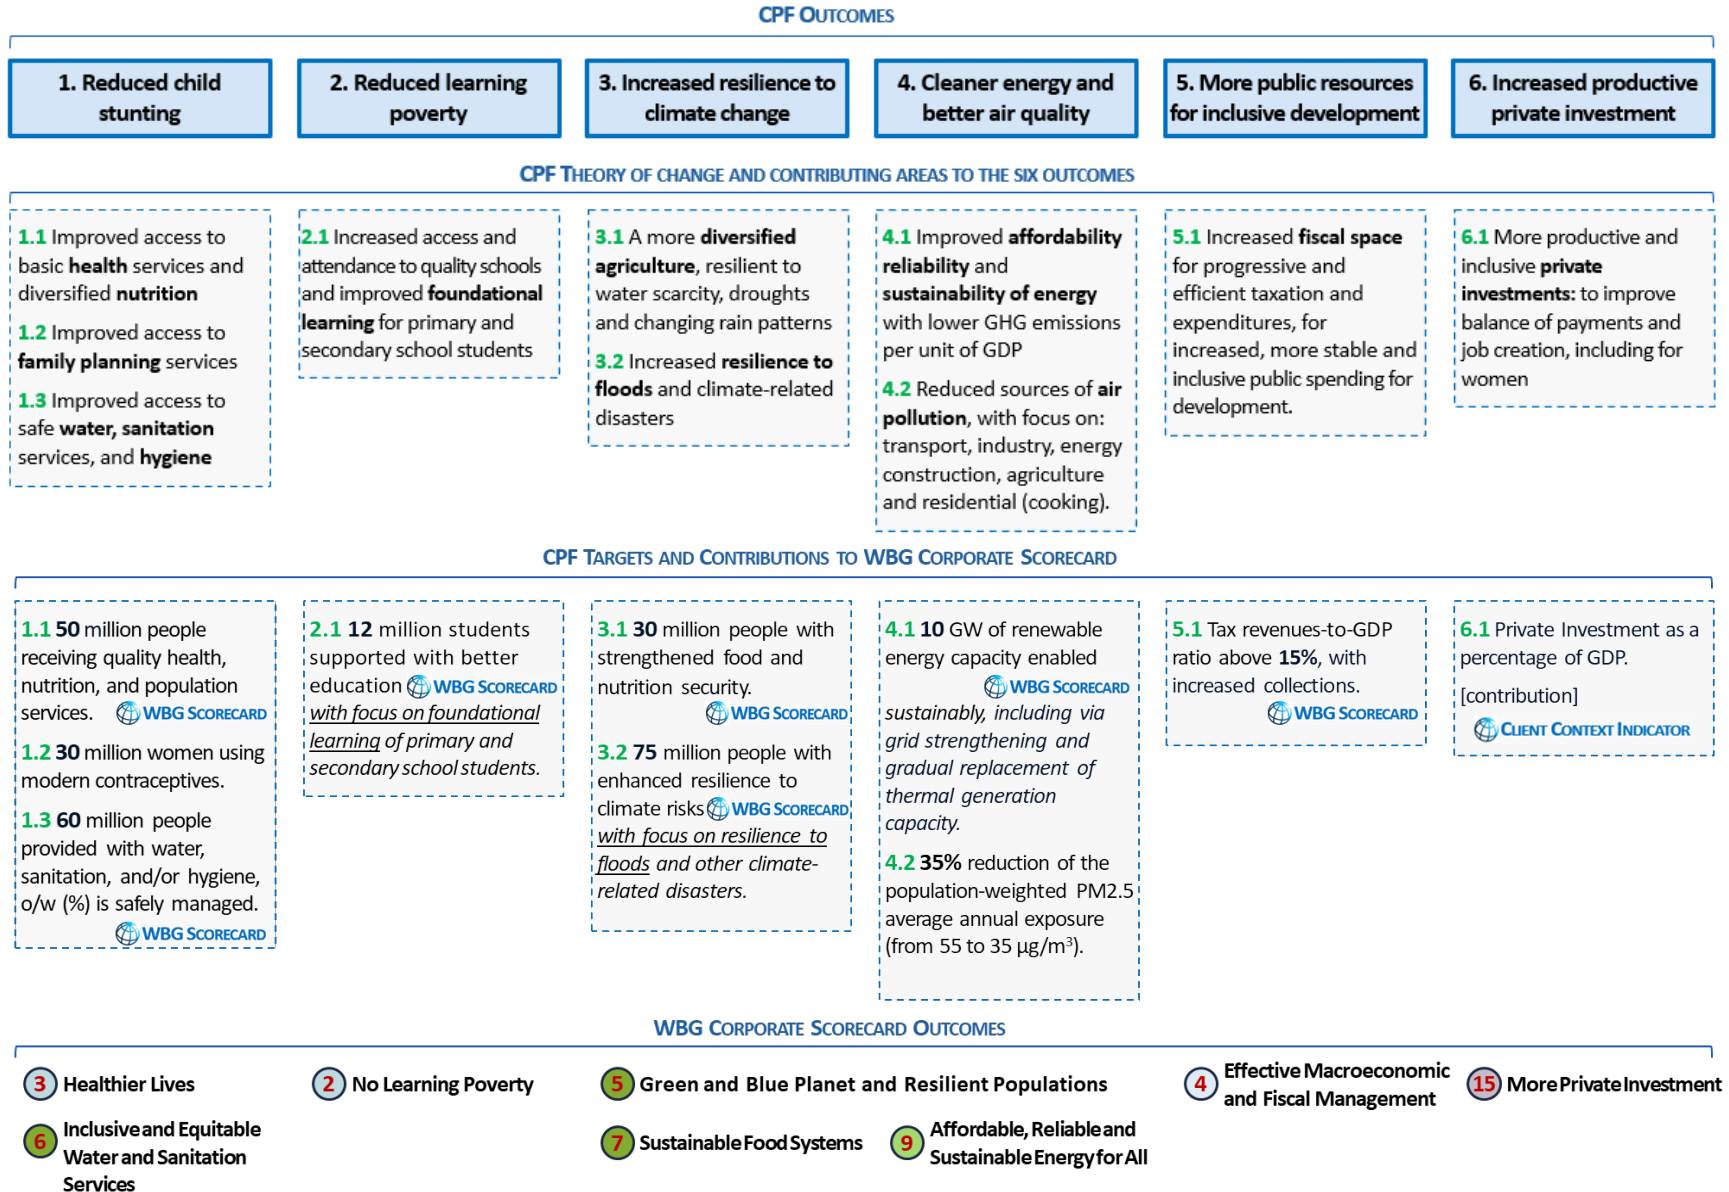 CPF OUTCOMES
1. Reduced child
stunting
2. Reduced learning
poverty
3. Increased resilience to
climate change
4. Cleaner energy and
better air quality
5. More public resources
for inclusive development
6. Increased productive
private investment
CPF THEORY OF CHANGE AND CONTRIBUTING AREAS TO THE SIX OUTCOMES
1.1 Improved access to
basic health services and
diversified nutrition
1.2 Improved access to
family planning services
1.3 Improved access to
safe water, sanitation
services, and hygiene
2.1 Increased access and
attendance to quality schools
and improved foundational
learning for primary and
secondary school students
3.1 A more diversified
agriculture, resilient to
water scarcity, droughts
and changing rain patterns
3.2 Increased resilience to
floods and climate-related
disasters
4.1 Improved affordability
reliability and
sustainability of energy
with lower GHG emissions
per unit of GDP
4.2 Reduced sources of air
pollution, with focus on:
transport, industry, energy
construction, agriculture
and residential (cooking).
5.1 Increased fiscal space
for progressive and
efficient taxation and
expenditures, for
increased, more stable and
inclusive public spending for
development.
6.1 More productive and
inclusive private
investments: to improve
balance of payments and
job creation, including for
women
CPF TARGETS AND CONTRIBUTIONS TO WBG CORPORATE SCORECARD
1.1 50 million people
receiving quality health,
nutrition, and population
services. WBG SCORECARD
1.2 30 million women using
modern contraceptives.
1.3 60 million people
provided with water,
sanitation, and/or hygiene,
o/w (%) is safely managed.
WBG SCORECARD
2.1 12 million students
supported with better
education WBG SCORECARD
with focus on foundational
learning of primary and
secondary school students.
3.1 30 million people with
strengthened food and
nutrition security.
WBG SCORECARD
3.2 75 million people with
enhanced resilience to
climate risks WBG SCORECARD
with focus on resilience to
floods and other climate-
related disasters.
4.1 10 GW of renewable
energy capacity enabled
WBG SCORECARD
sustainably, including via
grid strengthening and
gradual replacement of
thermal generation
capacity.
4.2 35% reduction of the
population-weighted PM2.5
average annual exposure
(from 55 to 35 µg/m³).
5.1 Tax revenues-to-GDP
ratio above 15%, with
increased collections.
WBG SCORECARD
6.1 Private Investment as a
percentage of GDP.
[contribution]
CLIENT CONTEXT INDICATOR
WBG CORPORATE SCORECARD OUTCOMES
3 Healthier Lives
6 Inclusive and Equitable
Water and Sanitation
Services
2 No Learning Poverty
5 Green and Blue Planet and Resilient Populations
7 Sustainable Food Systems
9 Affordable, Reliable and
Sustainable Energy for All
4 Effective Macroeconomic
and Fiscal Management
15 More Private Investment